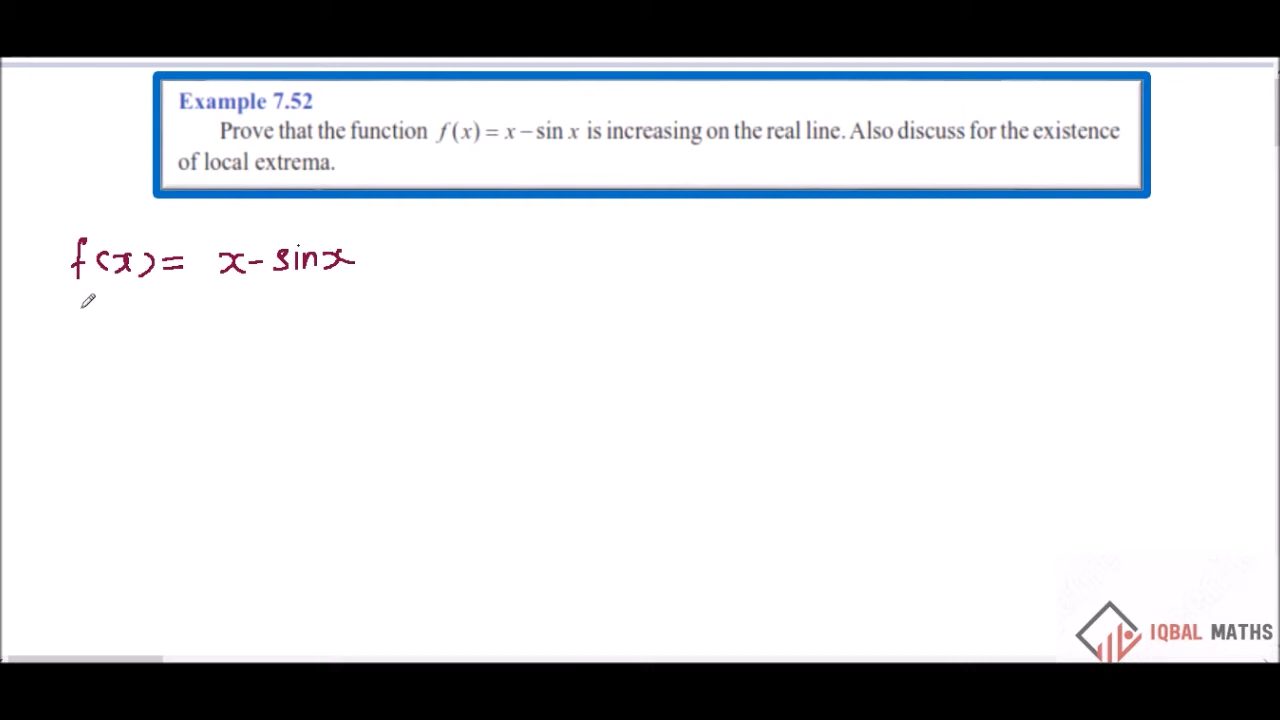 Example 7.52
Prove that the function f(x) = x − sin x is increasing on the real line. Also discuss for the existence
of local extrema.
f(x) = x - sinx
IQBAL MATHS